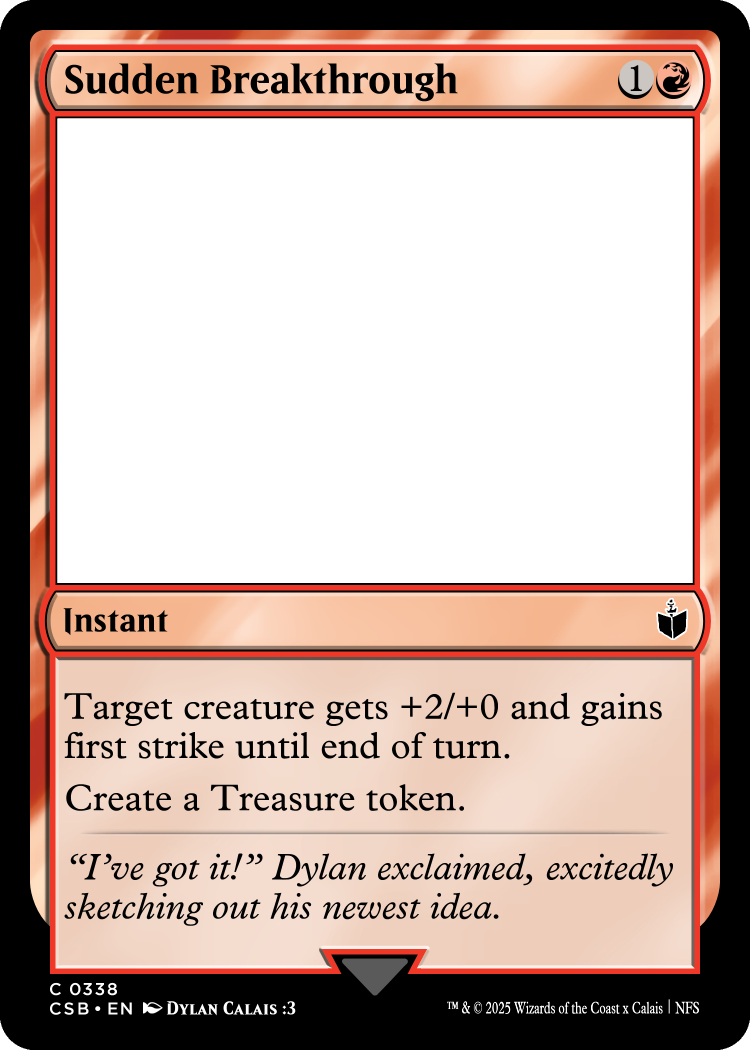 Sudden Breakthrough 1
Instant
Target creature gets +2/+0 and gains
first strike until end of turn.
Create a Treasure token.
“I’ve got it!” Dylan exclaimed, excitedly
sketching out his newest idea.
C 0338
CSB • EN Dylan Calais :3
™ & © 2025 Wizards of the Coast x Calais | NFS